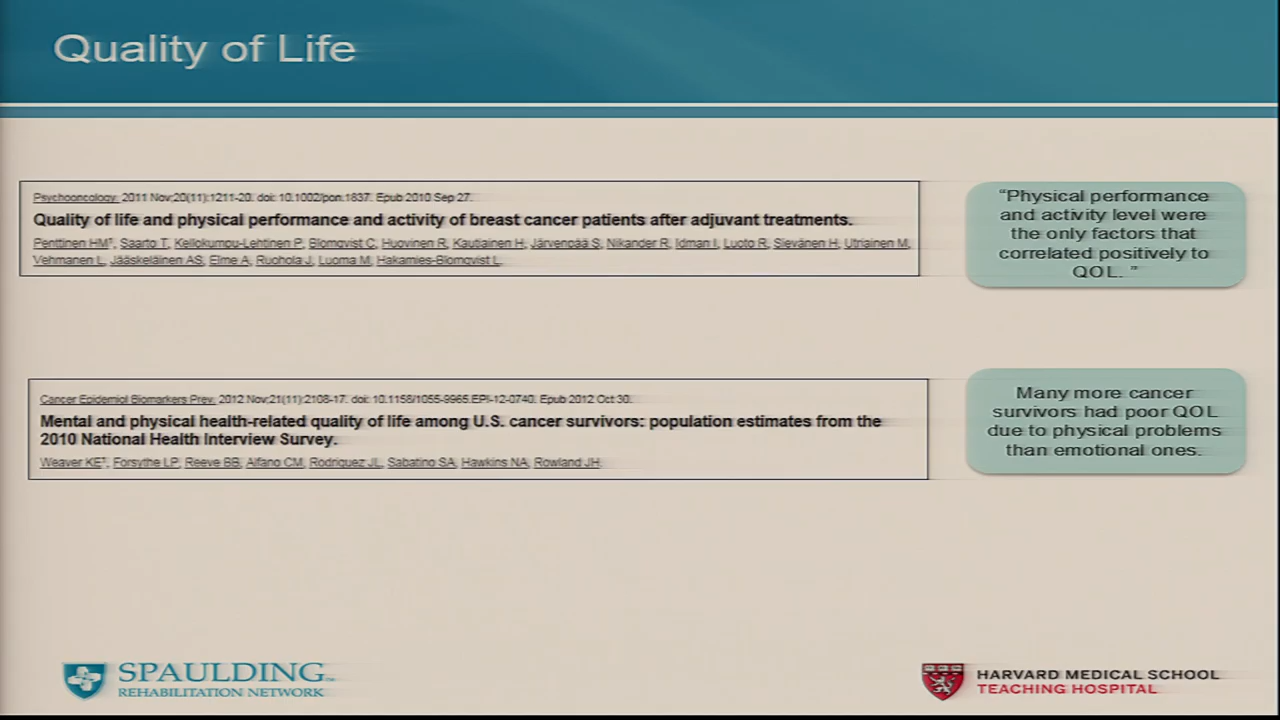 Quality of Life
Psychooncology. 2011 Nov;20(11):1211-20. doi: 10.1002/pon.1837. Epub 2010 Sep 27.
Quality of life and physical performance and activity of breast cancer patients after adjuvant treatments.
Penttinen HM¹, Saarto T, Kellokumpu-Lehtinen P, Blomqvist C, Huovinen R, Kautiainen H, Järvenpää S, Nikander R, Idman I, Luoto R, Sievänen H, Utriainen M,
Vehmanen L, Jääskeläinen AS, Elme A, Ruohola J, Luoma M, Hakamies-Blomqvist L.
“Physical performance
and activity level were
the only factors that
correlated positively to
QOL. ”
Cancer Epidemiol Biomarkers Prev. 2012 Nov;21(11):2108-17. doi: 10.1158/1055-9965.EPI-12-0740. Epub 2012 Oct 30.
Mental and physical health-related quality of life among U.S. cancer survivors: population estimates from the
2010 National Health Interview Survey.
Weaver KE¹, Forsythe LP, Reeve BB, Alfano CM, Rodriguez JL, Sabatino SA, Hawkins NA, Rowland JH.
Many more cancer
survivors had poor QOL
due to physical problems
than emotional ones.
SPAULDING™
REHABILITATION NETWORK
HARVARD MEDICAL SCHOOL
TEACHING HOSPITAL